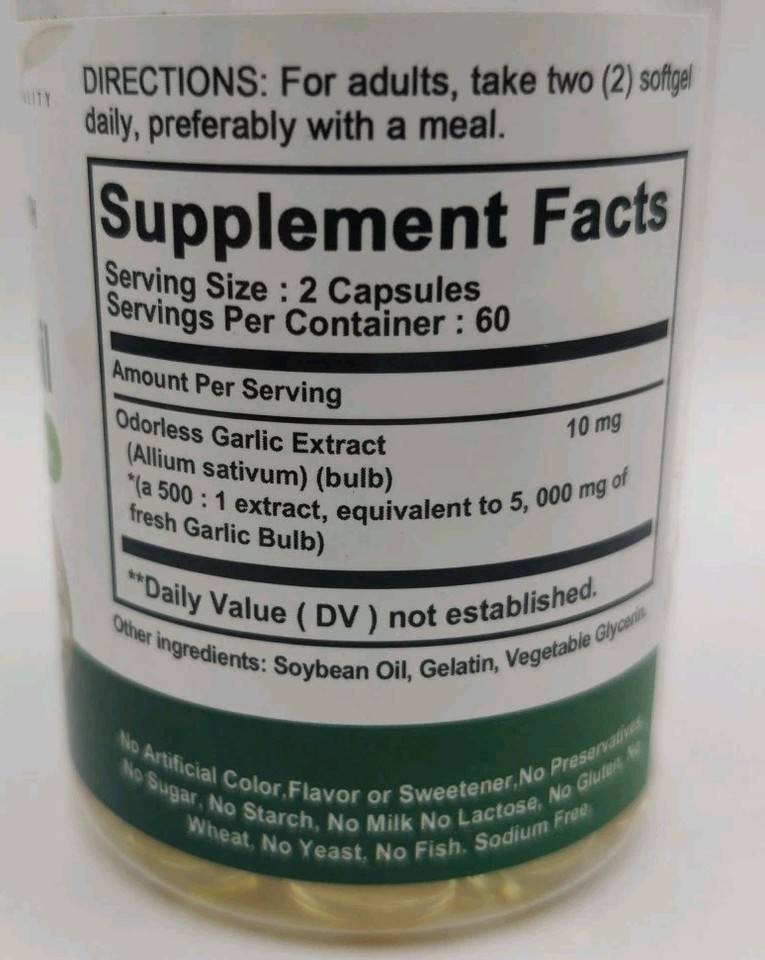 LITY
DIRECTIONS: For adults, take two (2) softgel
daily, preferably with a meal.
Supplement Facts
Serving Size : 2 Capsules
Servings Per Container : 60
Amount Per Serving
Odorless Garlic Extract 10 mg
(Allium sativum) (bulb)
*(a 500 : 1 extract, equivalent to 5, 000 mg of
fresh Garlic Bulb)
**Daily Value ( DV ) not established.
Other ingredients: Soybean Oil, Gelatin, Vegetable Glycerin.
No Artificial Color,Flavor or Sweetener,No Preservatives,
No Sugar, No Starch, No Milk No Lactose, No Gluten, No
Wheat, No Yeast, No Fish. Sodium Free.